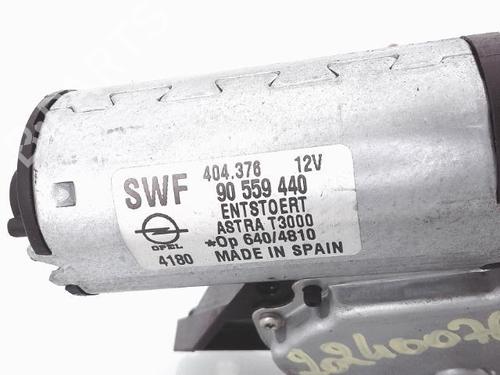 SWF 404.376 12V
90 559 440
ENTSTOERT
ASTRA T3000
OPEL *Op 640/4810
4180 MADE IN SPAIN